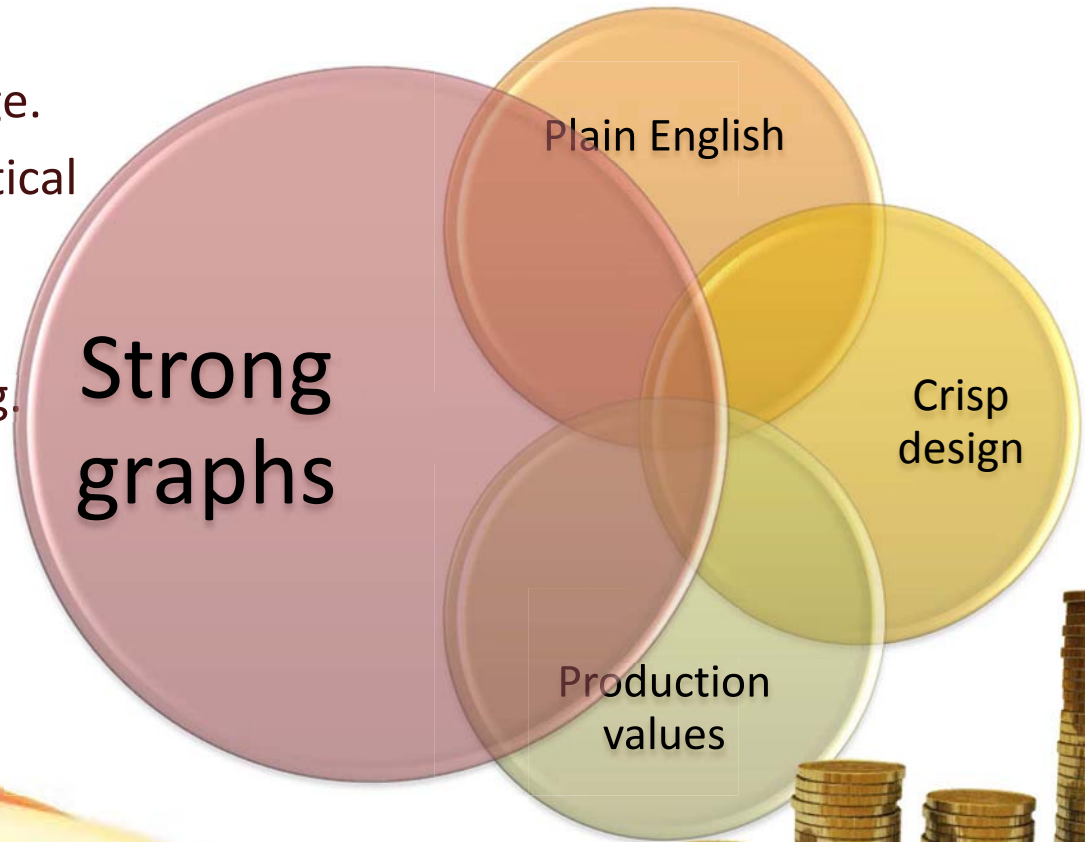 Plain English
Strong
graphs
Crisp
design
Production
values